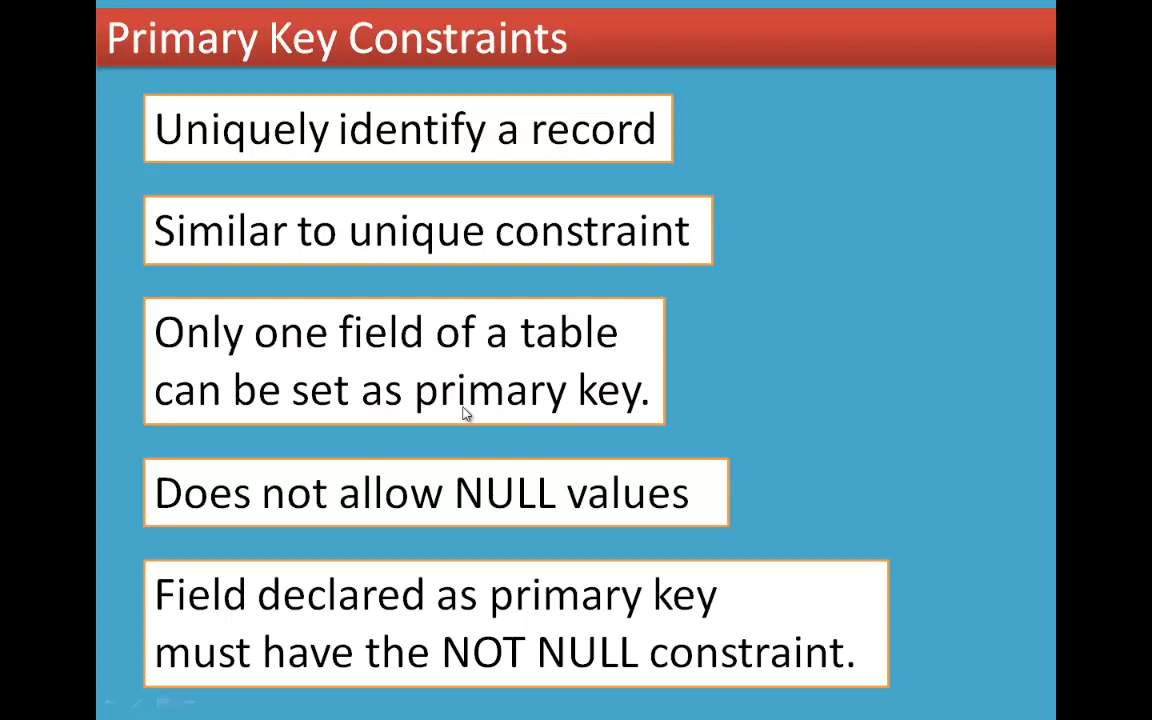 Primary Key Constraints
Uniquely identify a record
Similar to unique constraint
Only one field of a table
can be set as primary key.
Does not allow NULL values
Field declared as primary key
must have the NOT NULL constraint.